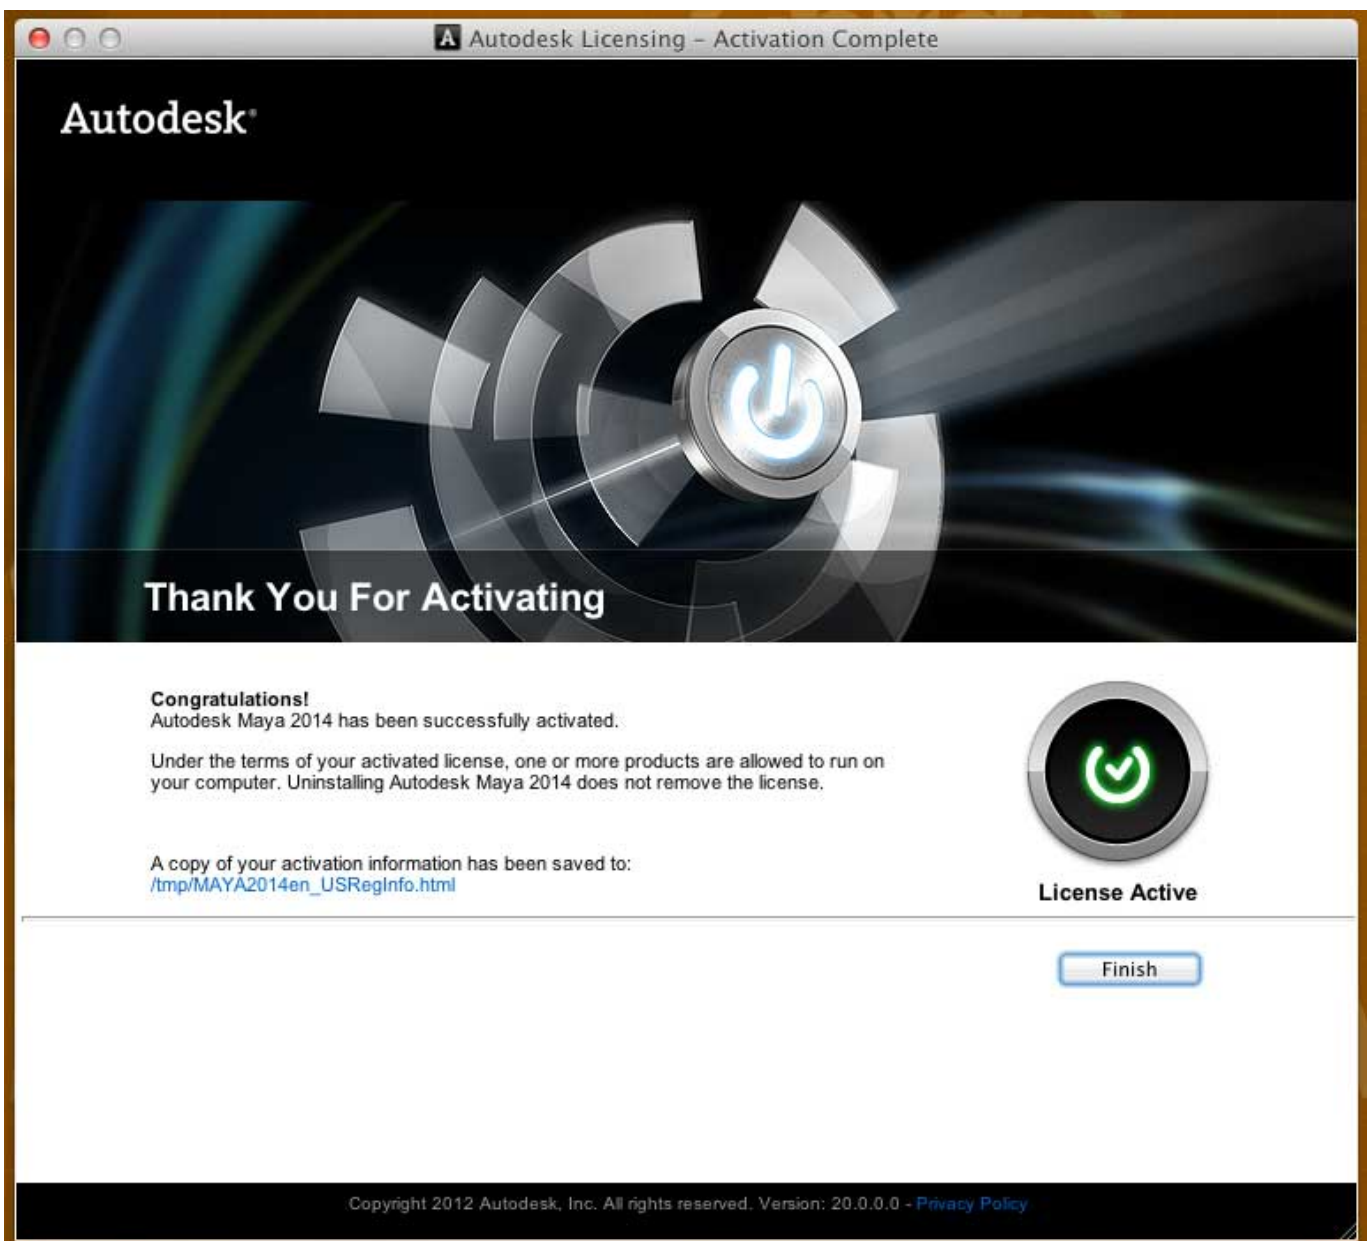 Autodesk Licensing – Activation Complete
Autodesk®
Thank You For Activating
Congratulations!
Autodesk Maya 2014 has been successfully activated.
Under the terms of your activated license, one or more products are allowed to run on
your computer. Uninstalling Autodesk Maya 2014 does not remove the license.
A copy of your activation information has been saved to:
/tmp/MAYA2014en_USRegInfo.html
License Active
Finish
Copyright 2012 Autodesk, Inc. All rights reserved. Version: 20.0.0.0 - Privacy Policy